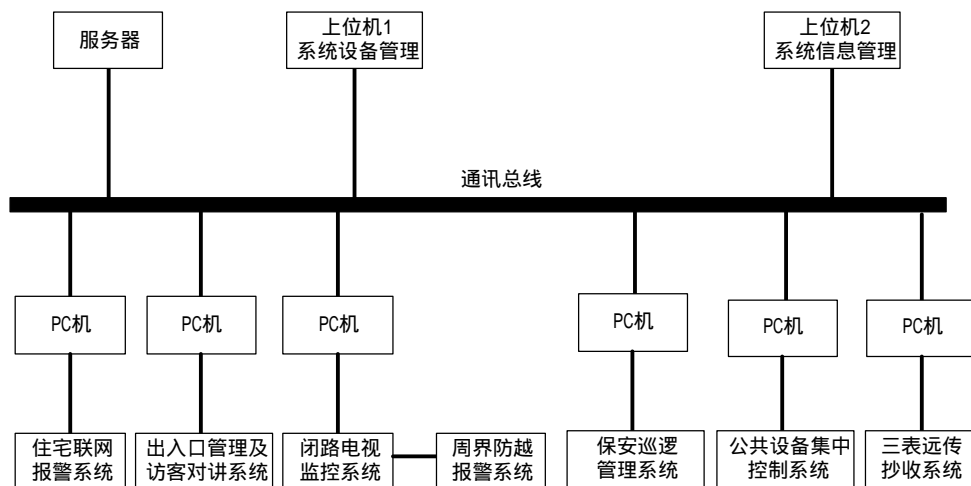 服务器
上位机1
系统设备管理
上位机2
系统信息管理
通讯总线
PC机
PC机
PC机
PC机
PC机
PC机
住宅联网
报警系统
出入口管理及
访客对讲系统
闭路电视
监控系统
周界防越
报警系统
保安巡逻
管理系统
公共设备集中
控制系统
三表远传
抄收系统